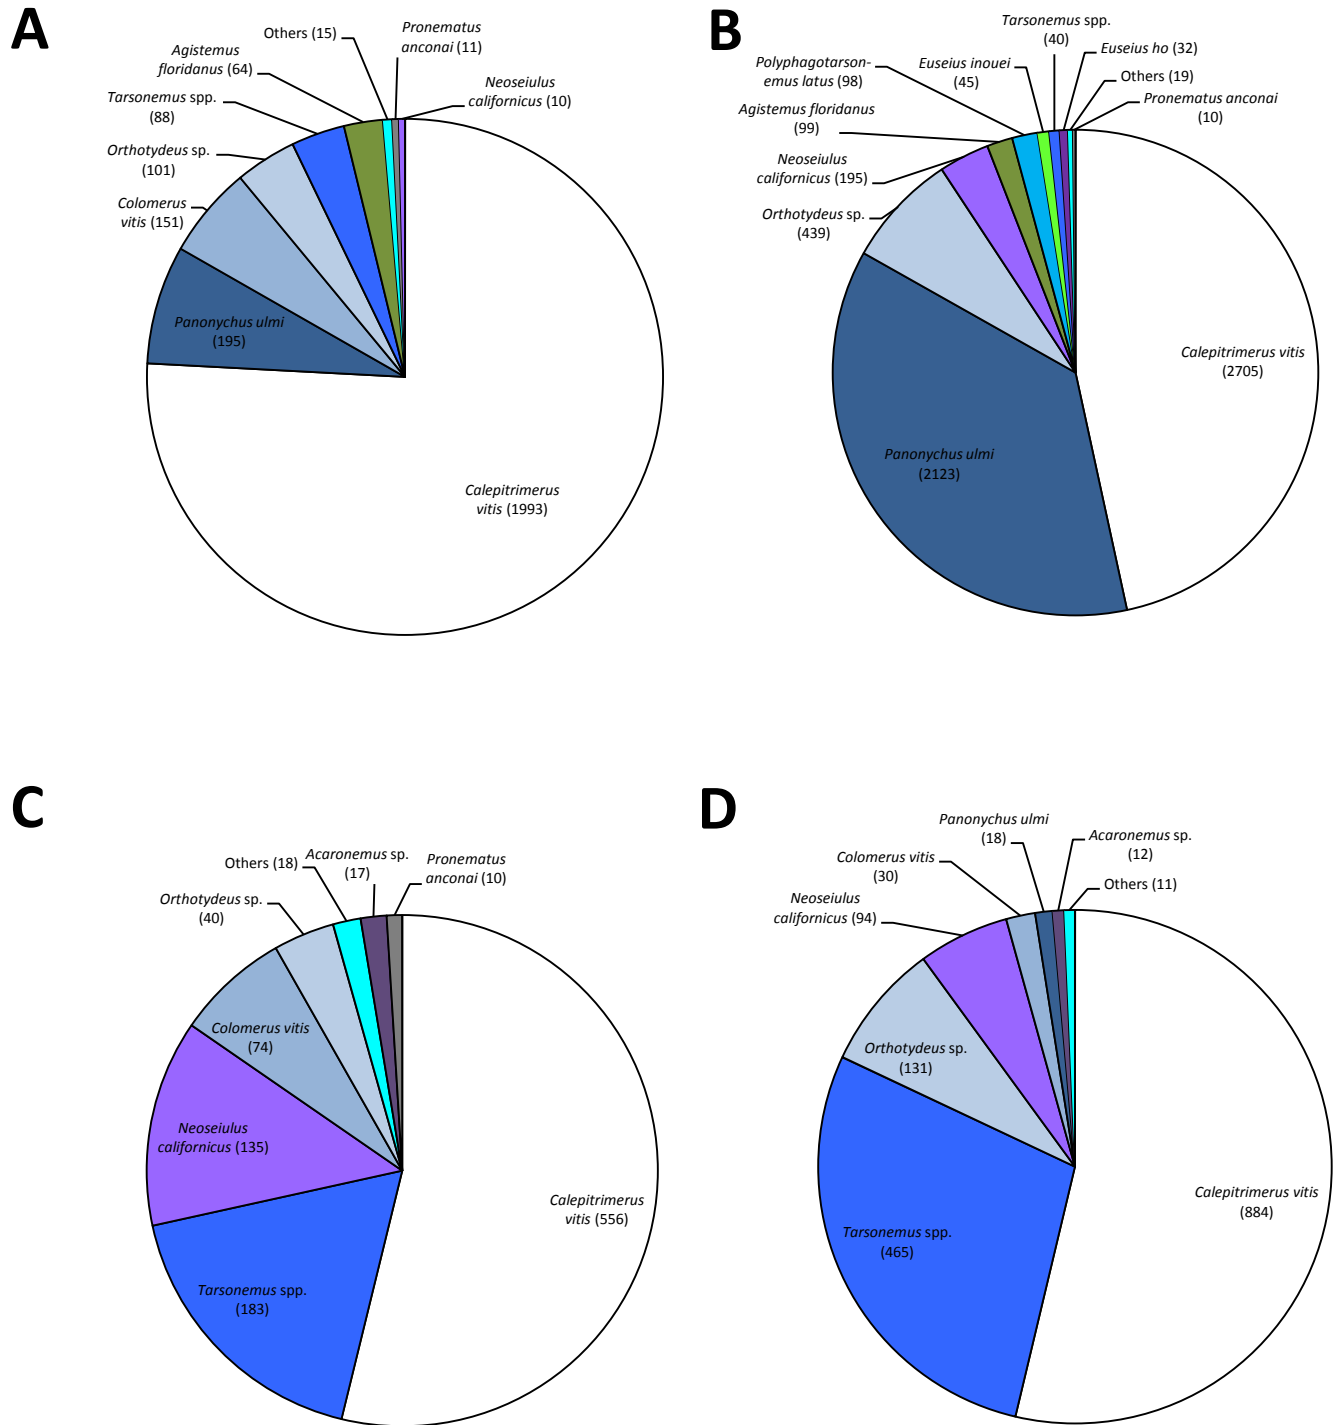 A
Others (15)
Pronematus
anconai (11)
Agistemus
floridanus (64)
Neoseiulus
californicus (10)
Tarsonemus spp.
(88)
Orthotydeus sp.
(101)
Colomerus
vitis (151)
Panonychus ulmi
(195)
Calepitrimerus
vitis (1993)
B
Tarsonemus spp.
(40)
Euseius ho (32)
Polyphagotarson-
emus latus (98)
Euseius inouei
(45)
Others (19)
Pronematus anconai
(10)
Agistemus floridanus
(99)
Neoseiulus
californicus (195)
Orthotydeus sp.
(439)
Calepitrimerus vitis
(2705)
Panonychus ulmi
(2123)
C
Others (18)
Acaronemus sp.
(17)
Pronematus
anconai (10)
Orthotydeus sp.
(40)
Colomerus vitis
(74)
Neoseiulus
californicus (135)
Calepitrimerus
vitis (556)
Tarsonemus spp.
(183)
D
Panonychus ulmi
(18)
Acaronemus sp.
(12)
Colomerus vitis
(30)
Others (11)
Neoseiulus
californicus (94)
Orthotydeus sp.
(131)
Calepitrimerus vitis
(884)
Tarsonemus spp.
(465)